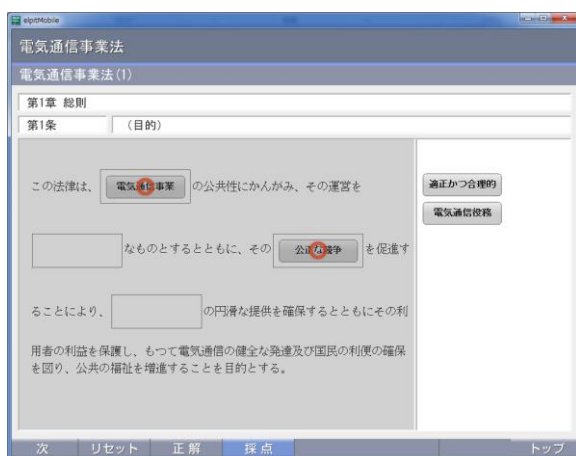 elpitMobile
電気通信事業法
電気通信事業法(1)
第1章 総則
第1条 (目的)
この法律は、 電気通信事業 の公共性にかんがみ、その運営を
なものとするとともに、その 公正な競争 を促進す
ることにより、 の円滑な提供を確保するとともにその利
用者の利益を保護し、もつて電気通信の健全な発達及び国民の利便の確保
を図り、公共の福祉を増進することを目的とする。
適正かつ合理的
電気通信役務
次 リセット 正解 採点 トップ